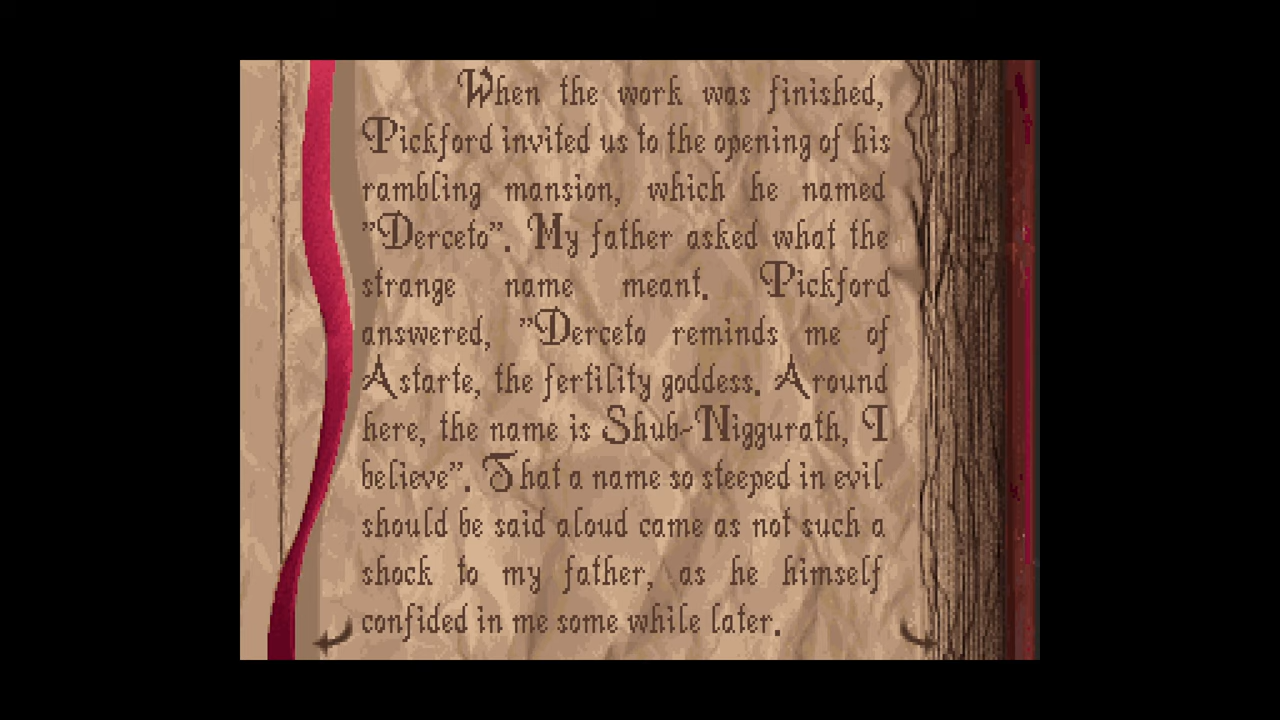 When the work was finished,
Pickford invited us to the opening of his
rambling mansion, which he named
"Derceto". My father asked what the
strange name meant. Pickford
answered, "Derceto reminds me of
Astarte, the fertility goddess. Around
here, the name is Shub-Niggurath, I
believe". That a name so steeped in evil
should be said aloud came as not such a
shock to my father, as he himself
confided in me some while later.